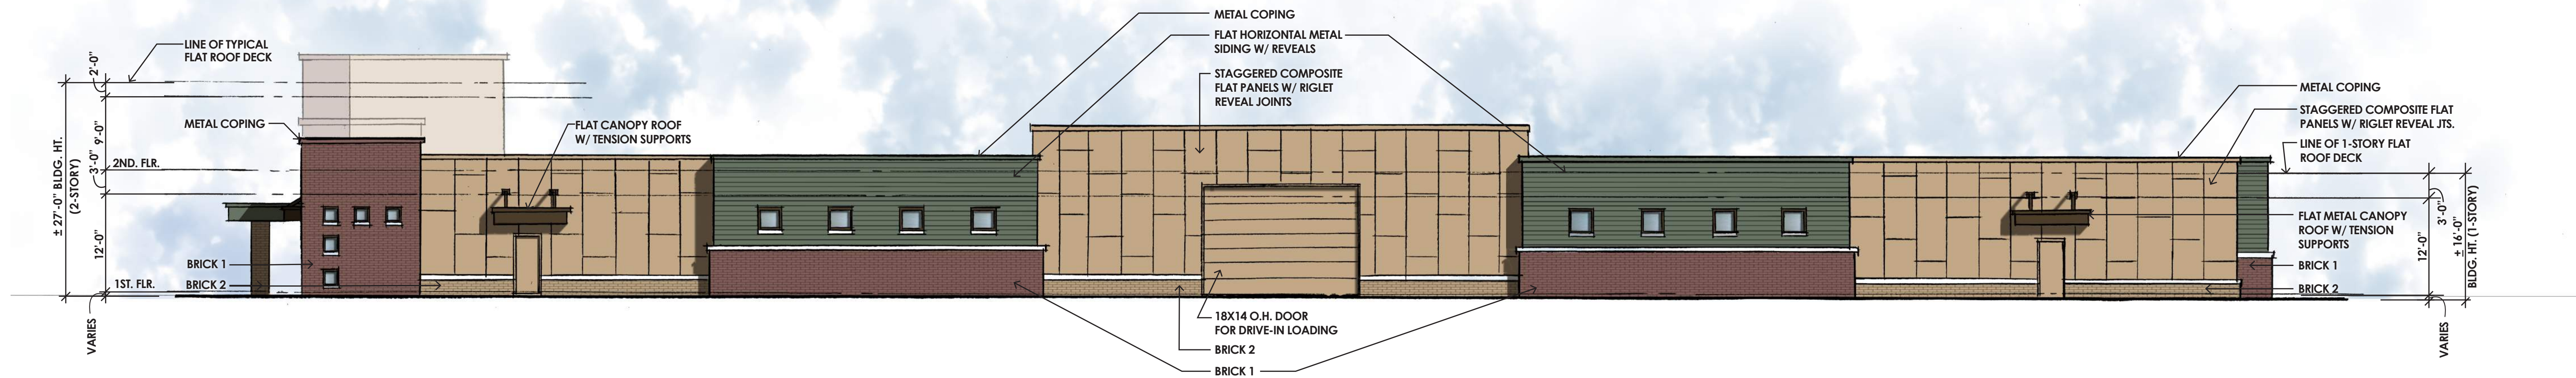 LINE OF TYPICAL
FLAT ROOF DECK
2'-0"
METAL COPING
9'-0"
± 27'-0" BLDG. HT.
(2-STORY)
2ND. FLR.
3'-0"
12'-0"
BRICK 1
1ST. FLR.
BRICK 2
VARIES
FLAT CANOPY ROOF
W/ TENSION SUPPORTS
METAL COPING
FLAT HORIZONTAL METAL
SIDING W/ REVEALS
STAGGERED COMPOSITE
FLAT PANELS W/ RIGLET
REVEAL JOINTS
18X14 O.H. DOOR
FOR DRIVE-IN LOADING
BRICK 2
BRICK 1
METAL COPING
STAGGERED COMPOSITE FLAT
PANELS W/ RIGLET REVEAL JTS.
LINE OF 1-STORY FLAT
ROOF DECK
FLAT METAL CANOPY
ROOF W/ TENSION
SUPPORTS
BRICK 1
BRICK 2
12'-0"
3'-0"
± 16'-0"
BLDG. HT. (1-STORY)
VARIES